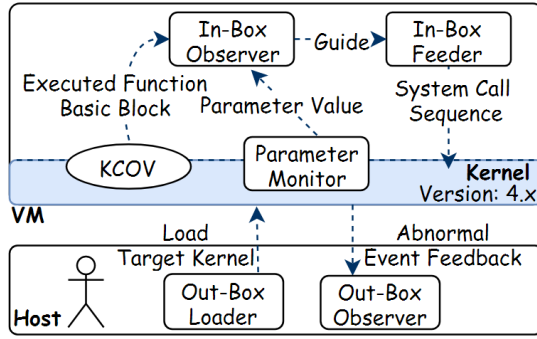 In-Box
Observer
Guide
In-Box
Feeder
Executed Function
Basic Block
Parameter Value
System Call
Sequence
KCOV
Parameter
Monitor
Kernel
Version: 4.x
VM
Load
Target Kernel
Abnormal
Event Feedback
Host
Out-Box
Loader
Out-Box
Observer